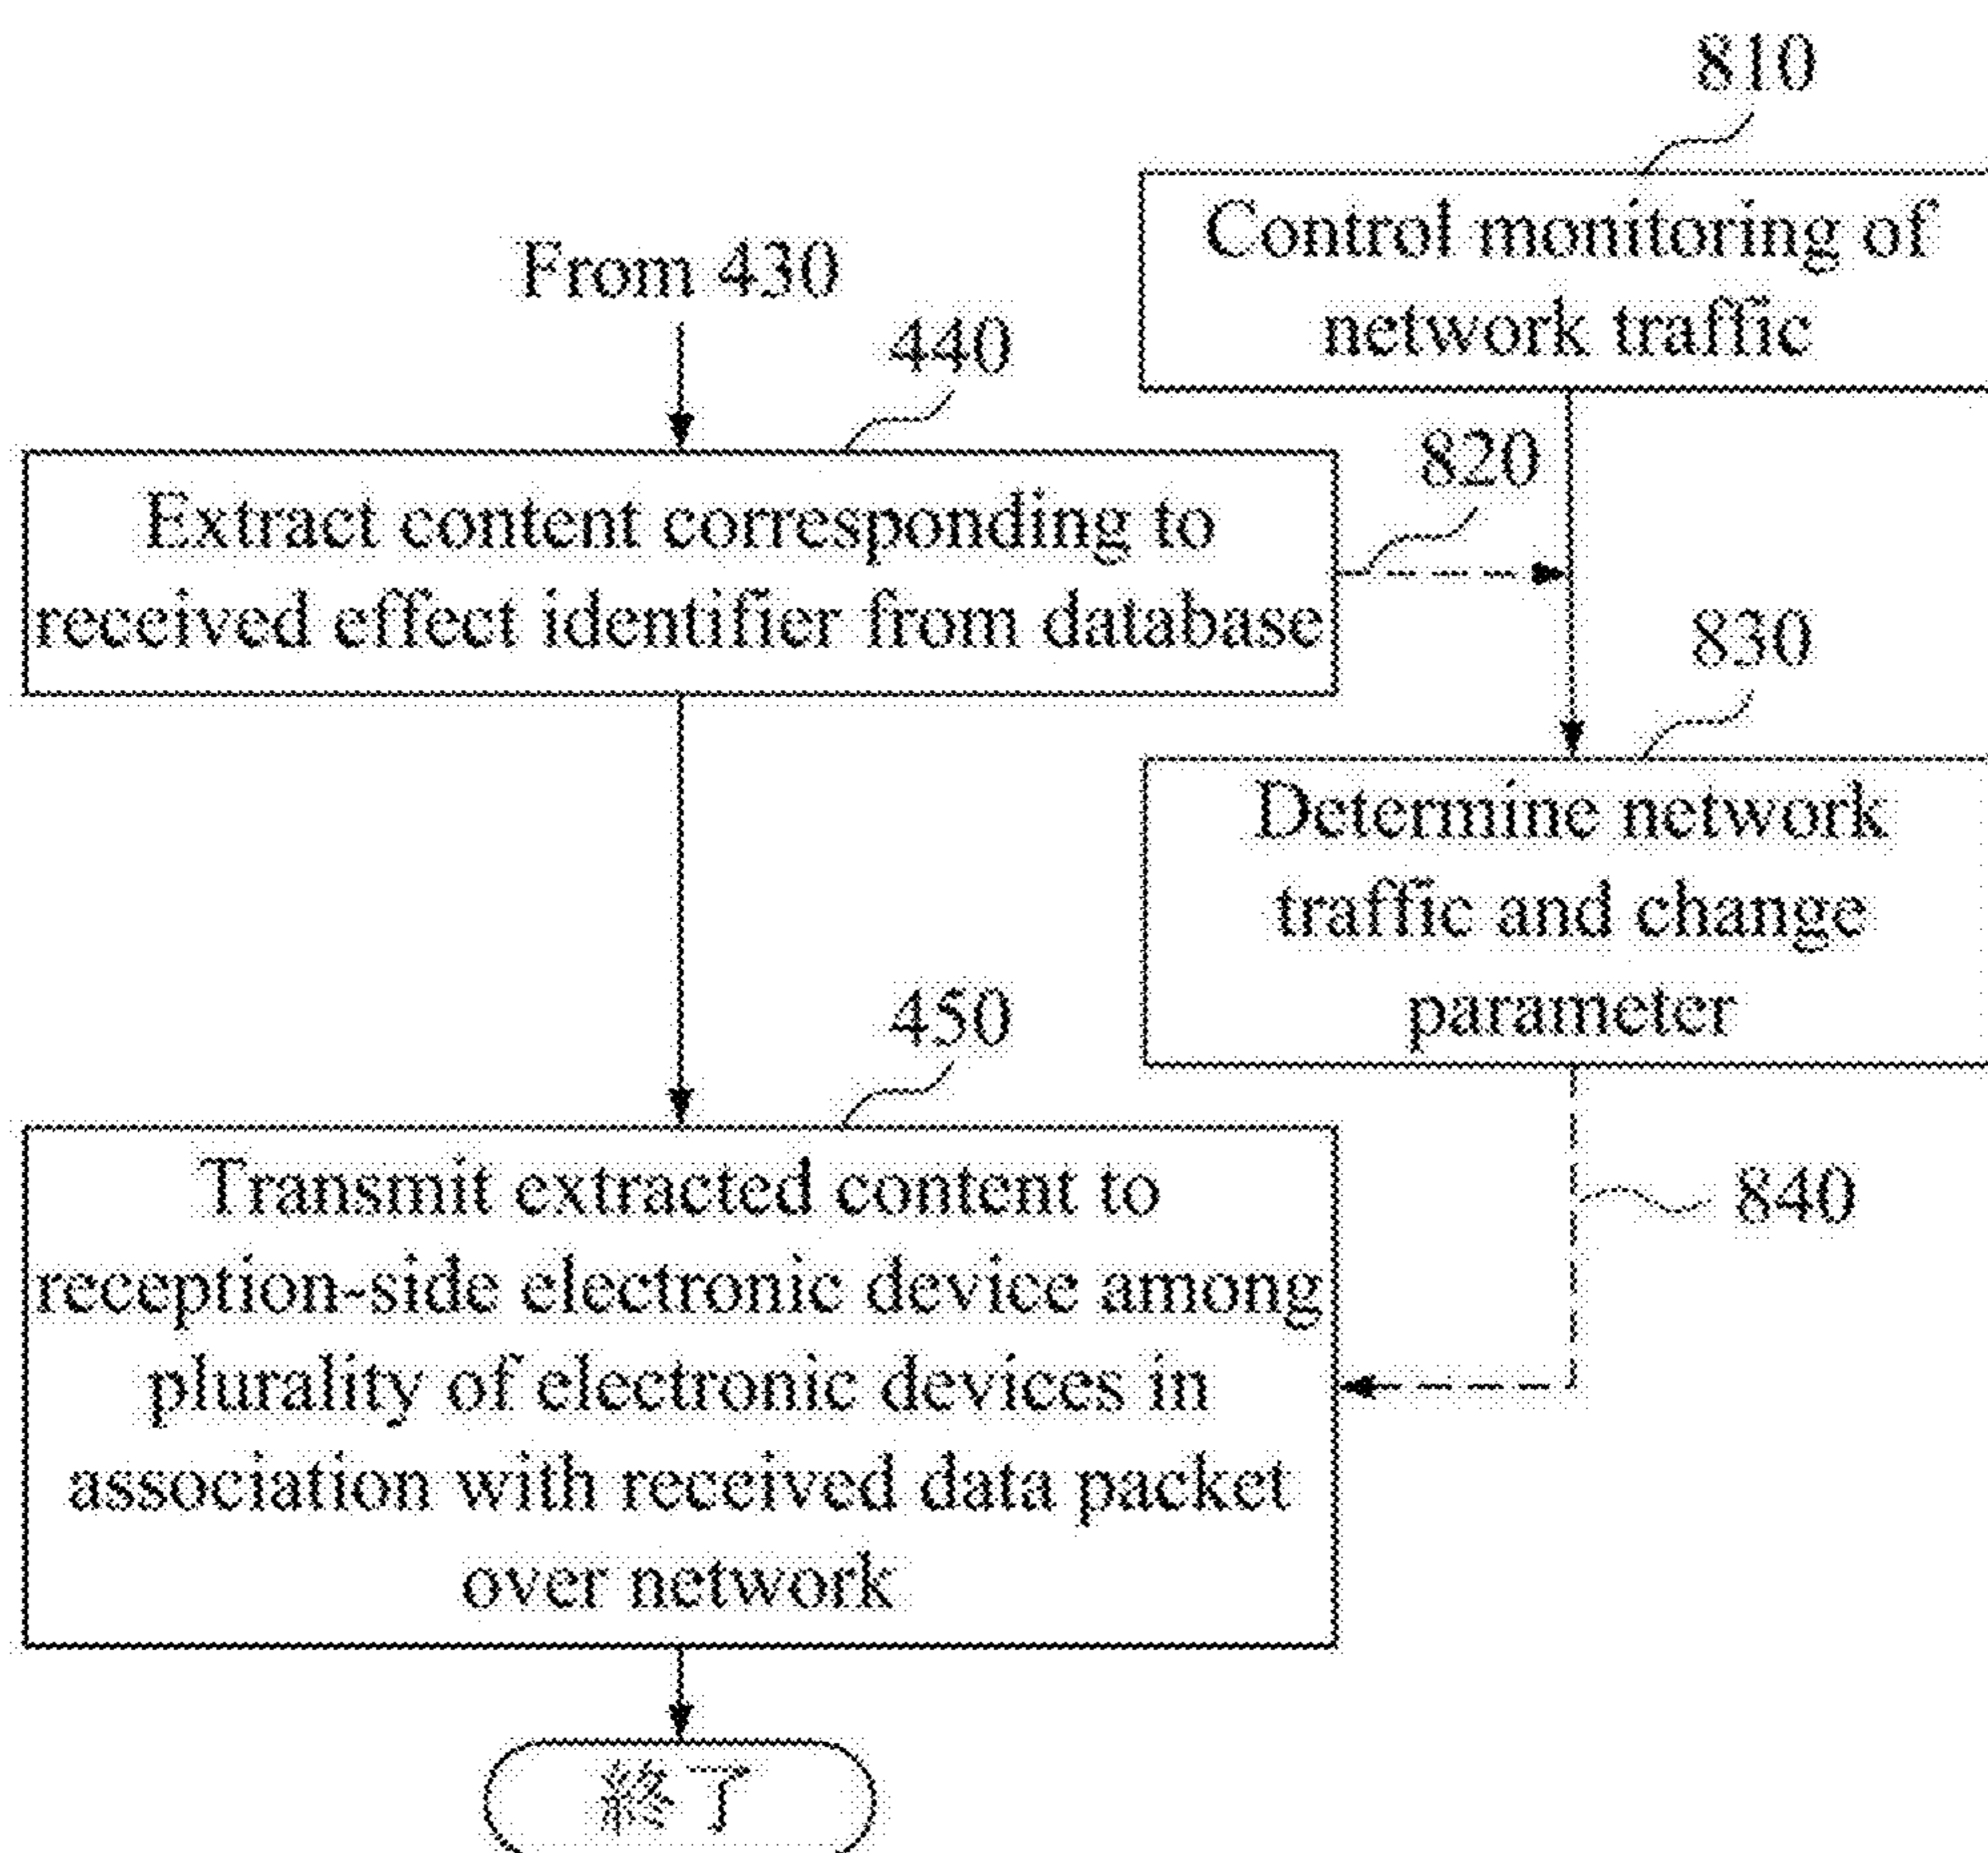 810
Control monitoring of
network traffic
From 430
440
820
Extract content corresponding to
received effect identifier from database
830
Determine network
traffic and change
parameter
450
840
Transmit extracted content to
reception-side electronic device among
plurality of electronic devices in
association with received data packet
over network
終了